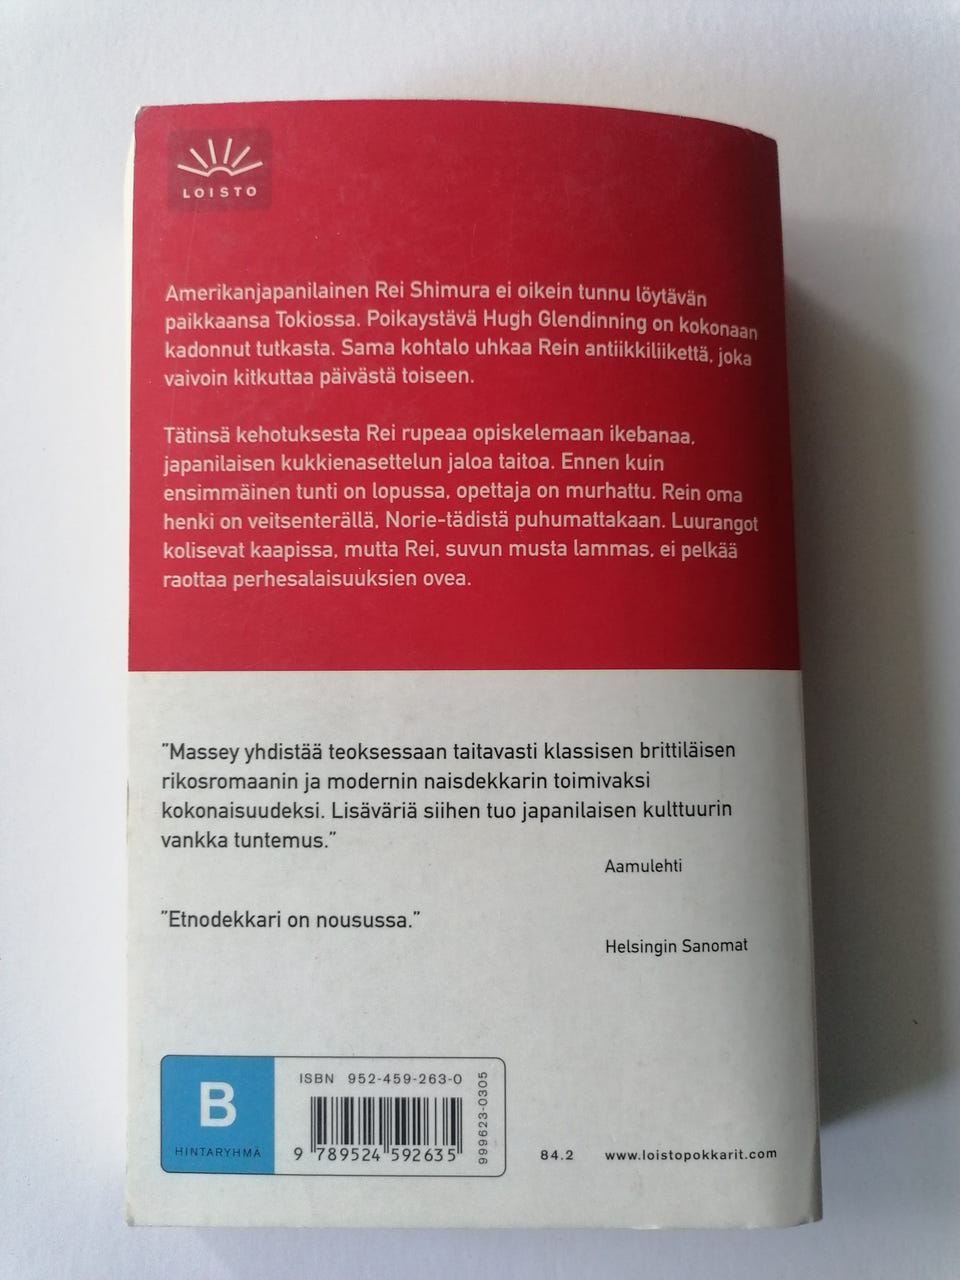 LOISTO
Amerikanjapanilainen Rei Shimura ei oikein tunnu löytävän
paikkaansa Tokiossa. Poikaystävä Hugh Glendinning on kokonaan
kadonnut tutkasta. Sama kohtalo uhkaa Rein antiikkiliikettä, joka
vaivoin kitkuttaa päivästä toiseen.
Tätinsä kehotuksesta Rei rupeaa opiskelemaan ikebanaa,
japanilaisen kukkienasettelun jaloa taitoa. Ennen kuin
ensimmäinen tunti on lopussa, opettaja on murhattu. Rein oma
henki on veitsenterällä, Norie-tädistä puhumattakaan. Luurangot
kolisevat kaapissa, mutta Rei, suvun musta lammas, ei pelkää
raottaa perhesalaisuuksien ovea.
”Massey yhdistää teoksessaan taitavasti klassisen brittiläisen
rikosromaanin ja modernin naisdekkarin toimivaksi
kokonaisuudeksi. Lisäväriä siihen tuo japanilaisen kulttuurin
vankka tuntemus.”
Aamulehti
”Etnodekkari on nousussa.”
Helsingin Sanomat
B
HINTARYHMÄ
ISBN 952-459-263-0
9 789524 592635
999623-0305
84.2 www.loistopokkarit.com